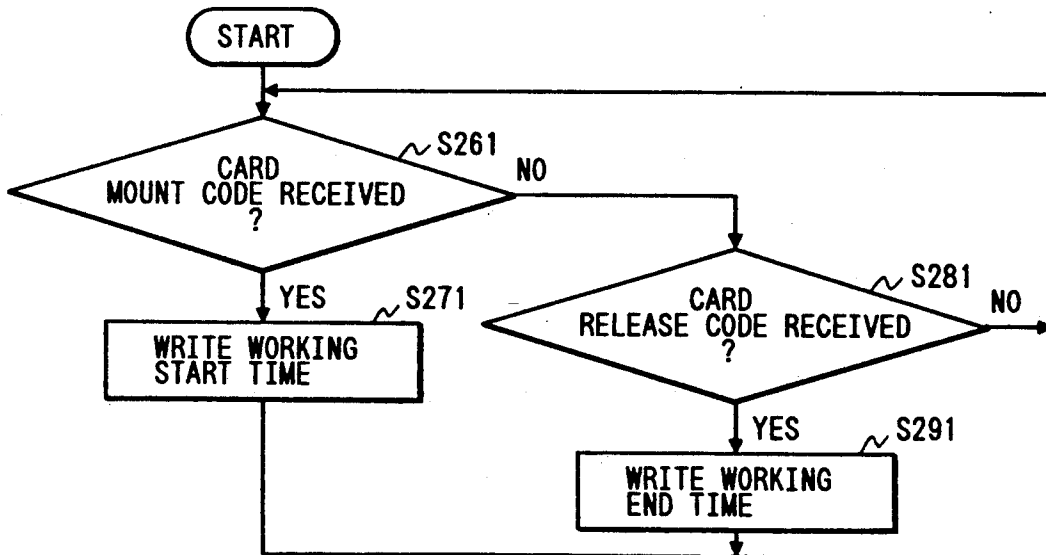 START
S261
CARD
MOUNT CODE RECEIVED
?
NO
YES
S271
WRITE WORKING
START TIME
S281
CARD
RELEASE CODE RECEIVED
?
NO
YES
S291
WRITE WORKING
END TIME